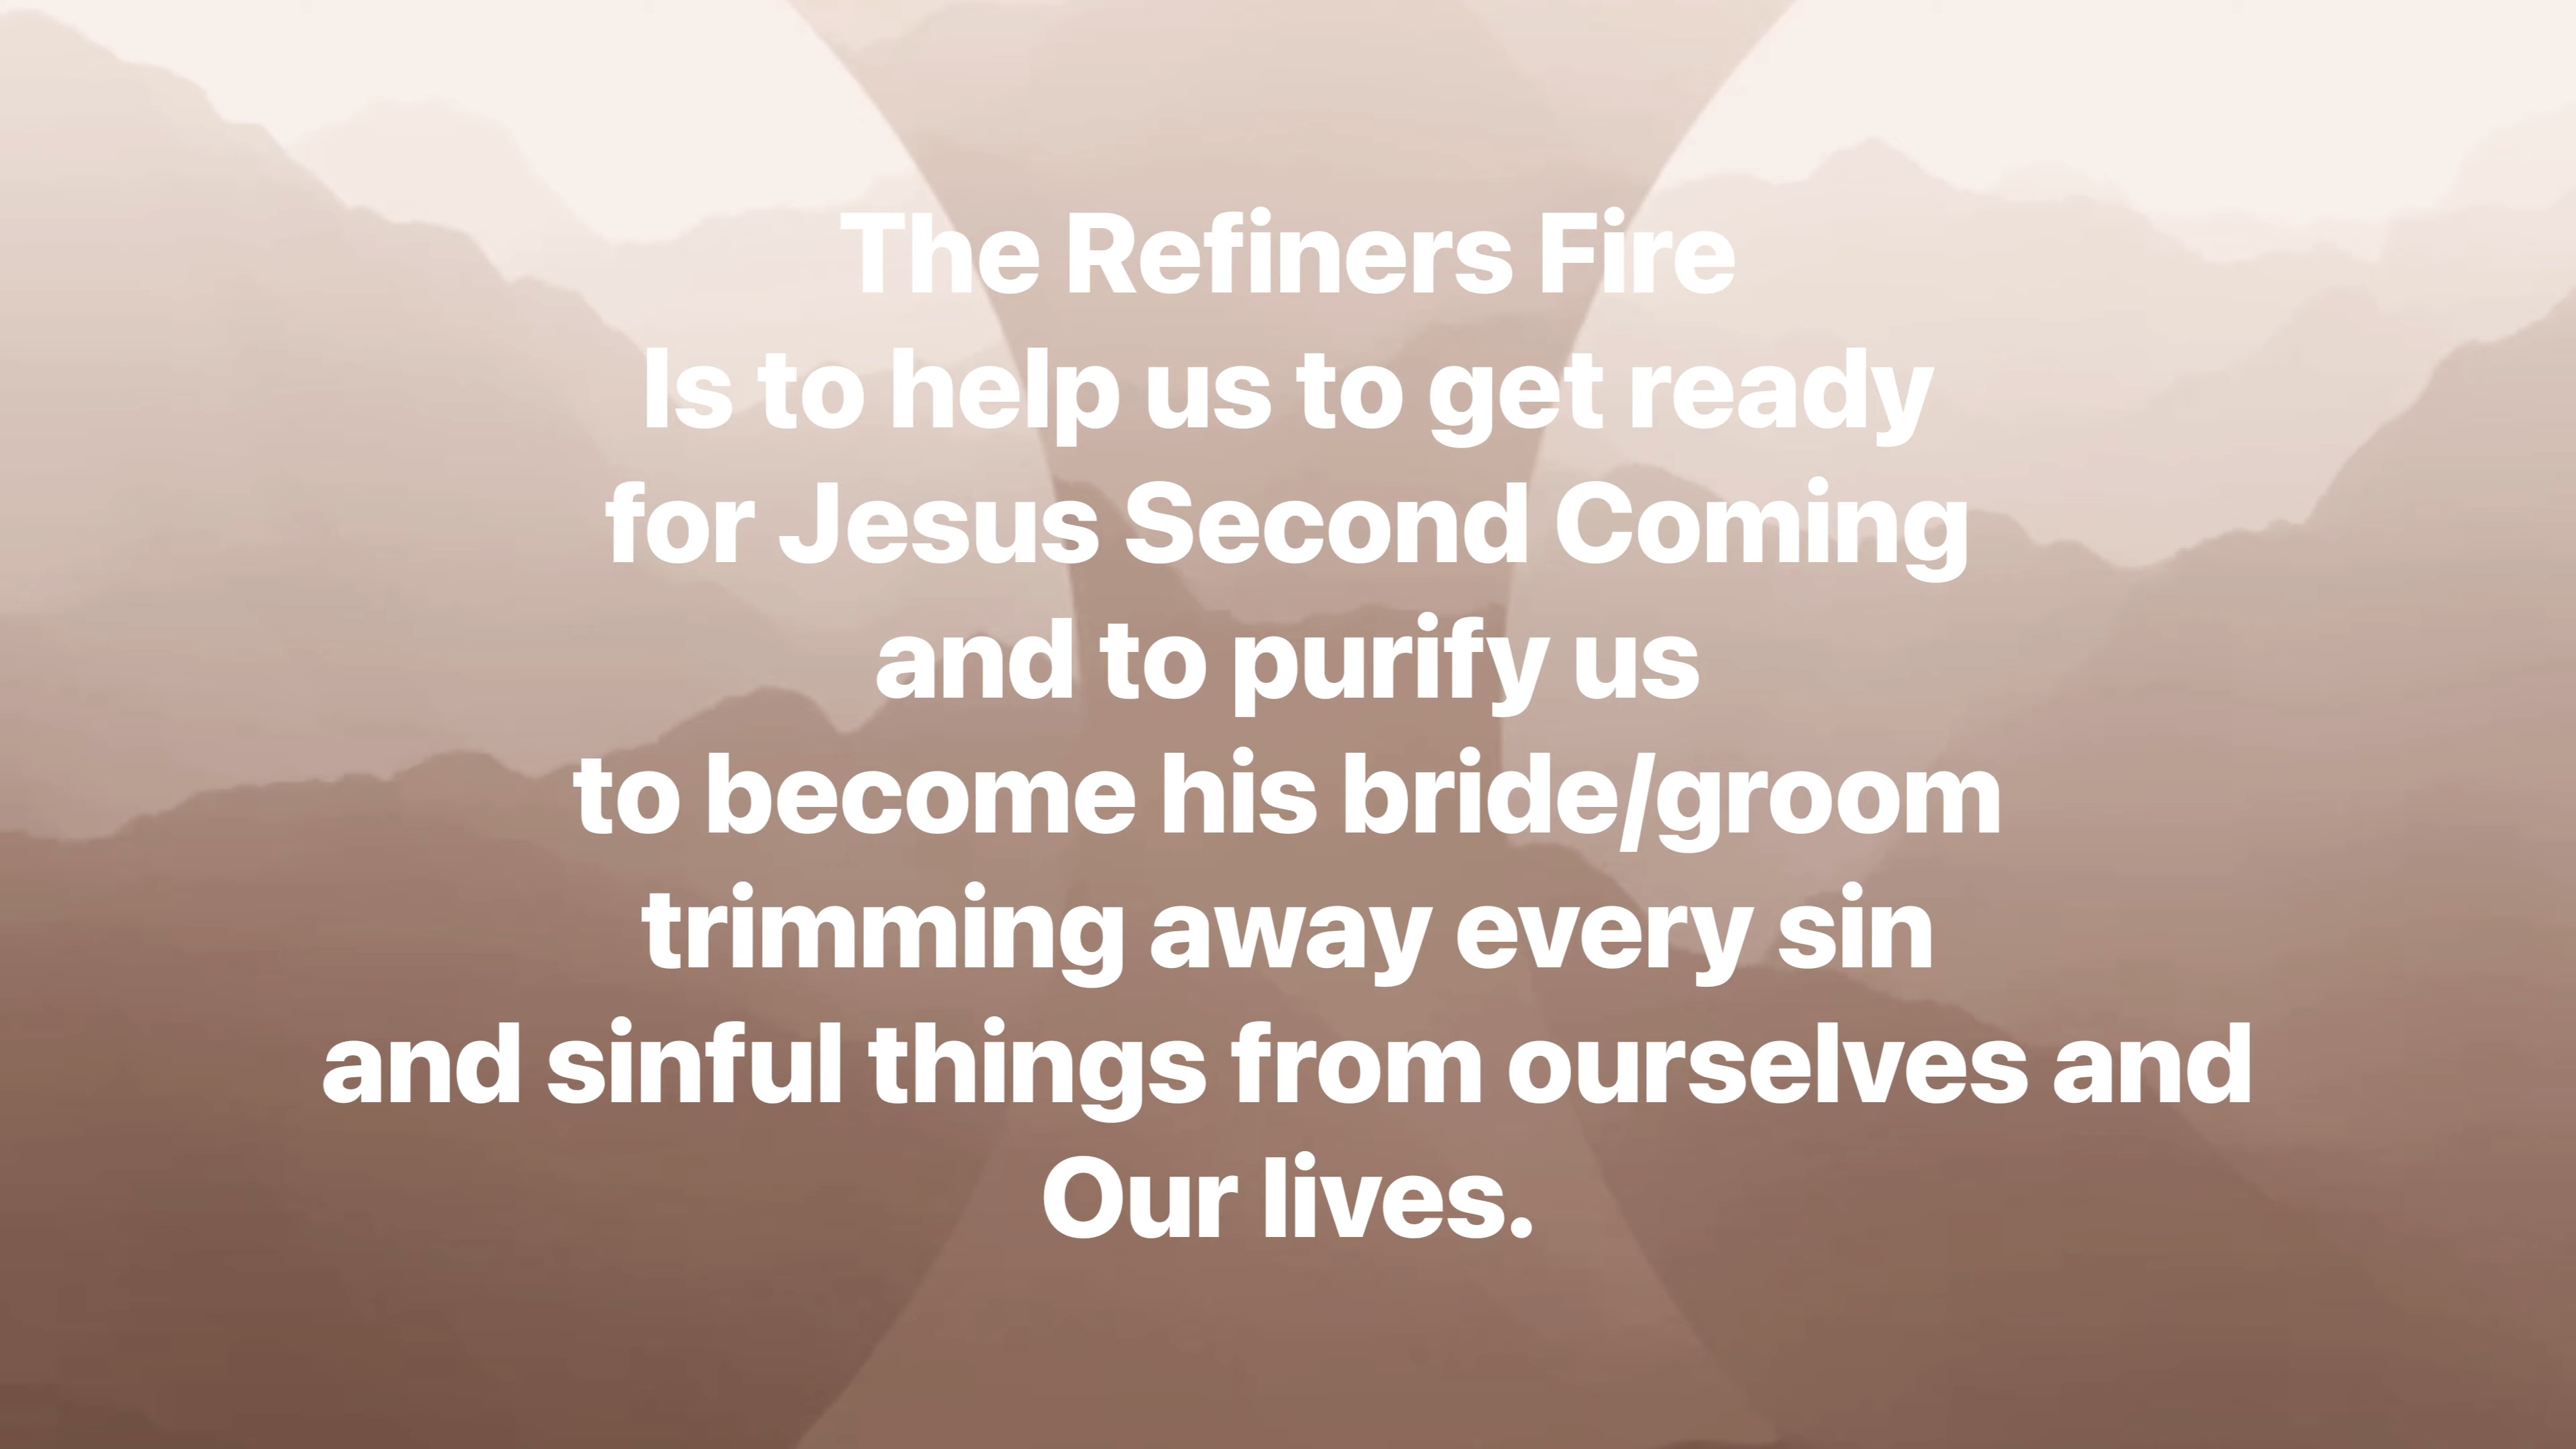 The Refiners Fire
Is to help us to get ready
for Jesus Second Coming
and to purify us
to become his bride/groom
trimming away every sin
and sinful things from ourselves and
Our lives.